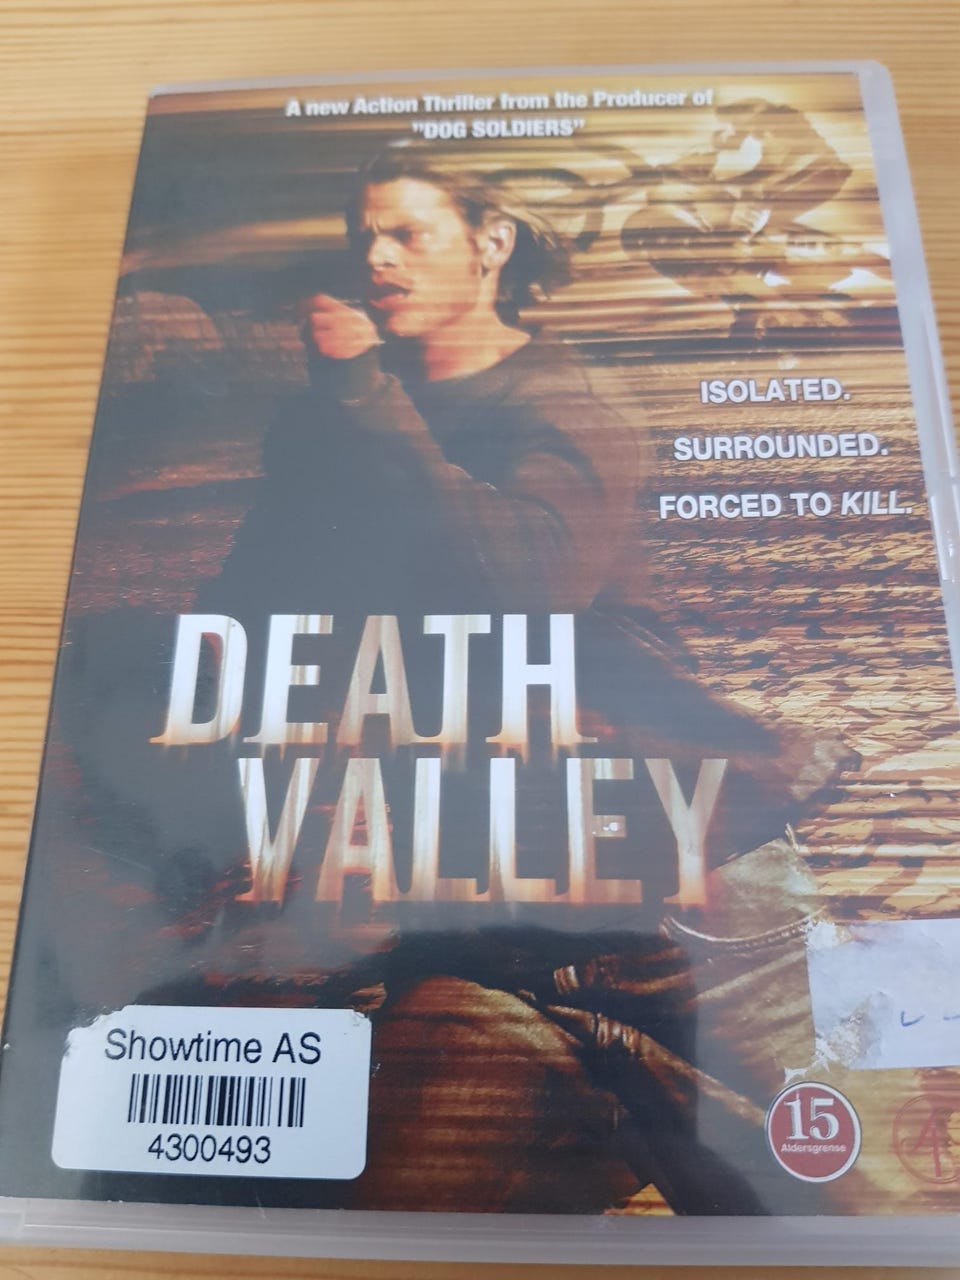 A new Action Thriller from the Producer of
"DOG SOLDIERS"
ISOLATED.
SURROUNDED.
FORCED TO KILL.
DEATH
VALLEY
Showtime AS
4300493
15
Aldersgrense
A